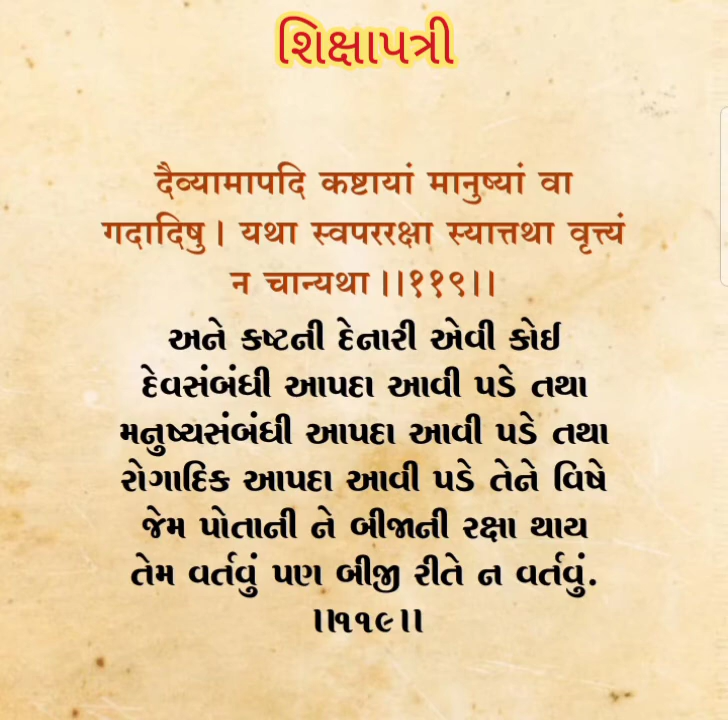 શિક્ષાપત્રી
दैव्यामापदि कष्टायां मानुष्यां वा
गदादिषु। यथा स्वपररक्षा स्यात्तथा वृत्त्यं
न चान्यथा।।११९।।
અને કષ્ટની દેનારી એવી કોઈ
દેવસંબંધી આપદા આવી પડે તથા
મનુષ્યસંબંધી આપદા આવી પડે તથા
રોગાદિક આપદા આવી પડે તેને વિષે
જેમ પોતાની ને બીજાની રક્ષા થાય
તેમ વર્તવું પણ બીજી રીતે ન વર્તવું.
।।૧૧૯।।